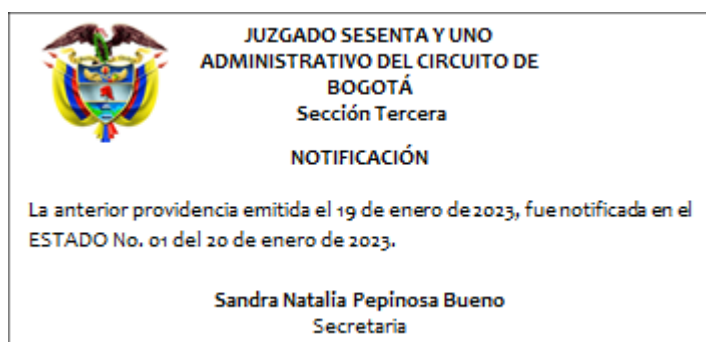 JUZGADO SESENTA Y UNO
ADMINISTRATIVO DEL CIRCUITO DE
BOGOTÁ
Sección Tercera
NOTIFICACIÓN
La anterior providencia emitida el 19 de enero de 2023, fue notificada en el
ESTADO No. 01 del 20 de enero de 2023.
Sandra Natalia Pepinosa Bueno
Secretaria